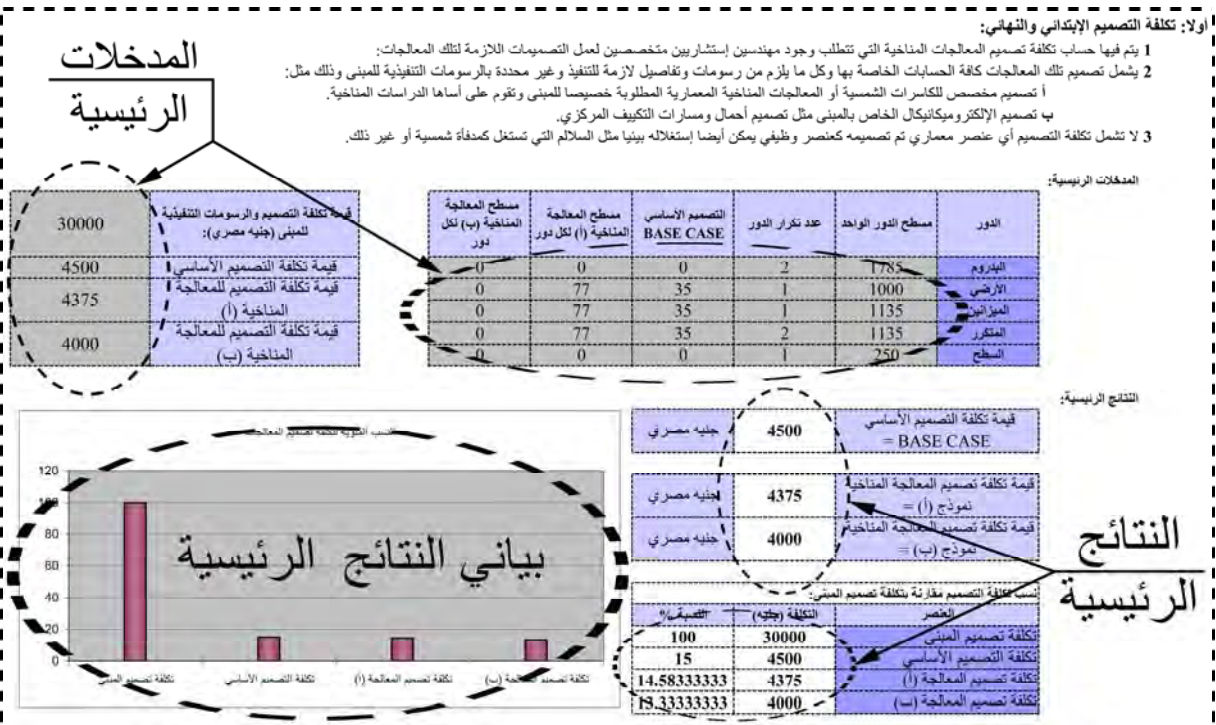 أولا: تكلفة التصميم الإبتدائي والنهائي:
1 يتم فيها حساب تكلفة تصميم المعالجات المناخية التي تتطلب وجود مهندسين إستشاريين متخصصين لعمل التصميمات اللازمة لتلك المعالجات:
2 يشمل تصميم تلك المعالجات كافة الحسابات الخاصة بها وكل ما يلزم من رسومات وتفاصيل لازمة للتنفيذ وغير محددة بالرسومات التنفيذية للمبنى وذلك مثل:
أ تصميم مخصص للكاسرات الشمسية أو المعالجات المناخية المعمارية المطلوبة خصيصا للمبنى وتقوم على أساها الدراسات المناخية.
ب تصميم الإلكتروميكانيكال الخاص بالمبنى مثل تصميم أحمال ومسارات التكييف المركزي.
3 لا تشمل تكلفة التصميم أي عنصر معماري تم تصميمه كعنصر وظيفي يمكن أيضا إستغلاله بيئيا مثل السلالم التي تستغل كمدفأة شمسية أو غير ذلك.
المدخلات
الرئيسية
المدخلات الرئيسية:
الدور مسطح الدور الواحد عدد تكرار الدور التصميم الأساسي BASE CASE مسطح المعالجة المناخية (أ) لكل دور مسطح المعالجة المناخية (ب) لكل دور
البدروم 1785 2 0 0 0
الأرضي 1000 1 35 77 0
الميزانين 1135 1 35 77 0
المتكرر 1135 2 35 77 0
السطح 250 1 0 0 0
قيمة تكلفة التصميم والرسومات التنفيذية للمبنى (جنيه مصري): 30000
قيمة تكلفة التصميم الأساسي 4500
قيمة تكلفة التصميم للمعالجة المناخية (أ) 4375
قيمة تكلفة التصميم للمعالجة المناخية (ب) 4000
النتائج الرئيسية:
قيمة تكلفة التصميم الأساسي BASE CASE = 4500 جنيه مصري
قيمة تكلفة تصميم المعالجة المناخية نموذج (أ) = 4375 جنيه مصري
قيمة تكلفة تصميم المعالجة المناخية نموذج (ب) = 4000 جنيه مصري
النتائج
الرئيسية
نسب تكلفة التصميم مقارنة بتكلفة تصميم المبنى:
العنصر التكلفة (جنيه) النسبة %
تكلفة تصميم المبنى 30000 100
تكلفة التصميم الأساسي 4500 15
تكلفة تصميم المعالجة (أ) 4375 14.58333333
تكلفة تصميم المعالجة (ب) 4000 13.33333333
النسب المئوية لتكلفة تصميم المعالجات
120
100
80
60
40
20
0
بياني النتائج الرئيسية
تكلفة تصميم المبنى
تكلفة التصميم الأساسي
تكلفة تصميم المعالجة (أ)
تكلفة تصميم المعالجة (ب)